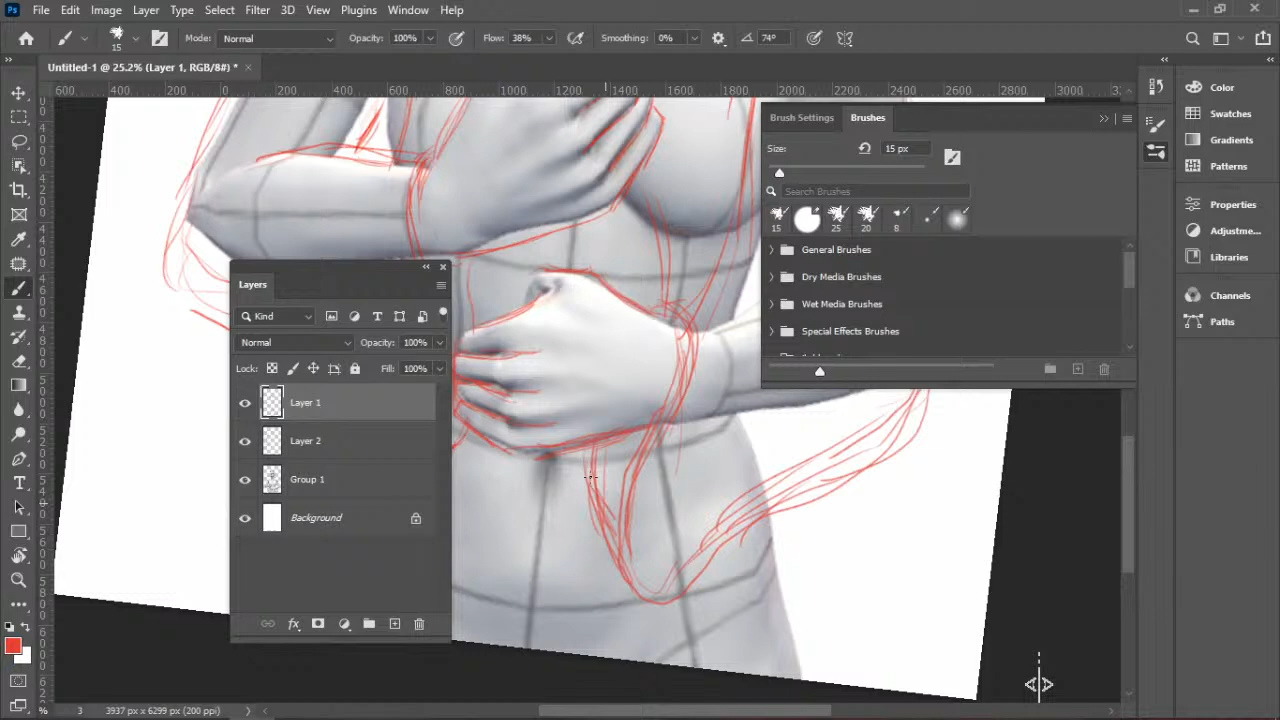 Ps File Edit Image Layer Type Select Filter 3D View Plugins Window Help
15 Mode: Normal Opacity: 100% Flow: 38% Smoothing: 0% 74°
Untitled-1 @ 25.2% (Layer 1, RGB/8#) *
600 400 200 0 200 400 600 800 1000 1200 1400 1600 1800 2000 2200 2400 2600 2800 3000
Brush Settings Brushes
Size: 15 px
Search Brushes
15 25 20 8
General Brushes
Dry Media Brushes
Wet Media Brushes
Special Effects Brushes
Color
Swatches
Gradients
Patterns
Properties
Adjustme...
Libraries
Channels
Paths
Layers
Kind
Normal Opacity: 100%
Lock: Fill: 100%
Layer 1
Layer 2
Group 1
Background
% 3 3937 px x 6299 px (200 ppi)